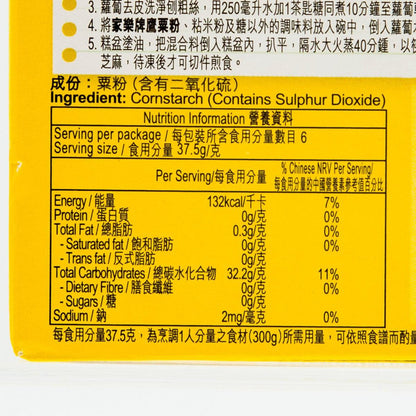 3. 蘿蔔去皮洗淨刨粗絲，用250毫升水加1茶匙糖同煮10分鐘至蘿蔔
4. 將家樂牌鷹粟粉、粘米粉及糖以外的調味料放入碗中，倒入蘿蔔
5. 糕盆塗油，把混合料倒入糕盆內，扒平，隔水大火蒸40分鐘，以
芝麻，待凍後才可切件煎食。
成份：粟粉 (含有二氧化硫)
Ingredient: Cornstarch (Contains Sulphur Dioxide)
Nutrition Information 營養資料
Serving per package / 每包裝所含食用分量數目 6
Serving size / 食用分量 37.5g/克
Per Serving/每食用分量 % Chinese NRV Per Serving/
每食用分量的中國營養素參考值百分比
Energy / 能量 132kcal/千卡 7%
Protein / 蛋白質 0g/克 0%
Total Fat / 總脂肪 0.3g/克 0%
- Saturated fat / 飽和脂肪 0g/克 0%
- Trans fat / 反式脂肪 0g/克
Total Carbohydrates / 總碳水化合物 32.2g/克 11%
- Dietary Fibre / 膳食纖維 0g/克 0%
- Sugars / 糖 0g/克
Sodium / 鈉 2mg/毫克 0%
每食用分量37.5克，為烹調1人分量之食材(300g)所需用量，可依照食譜而酌量